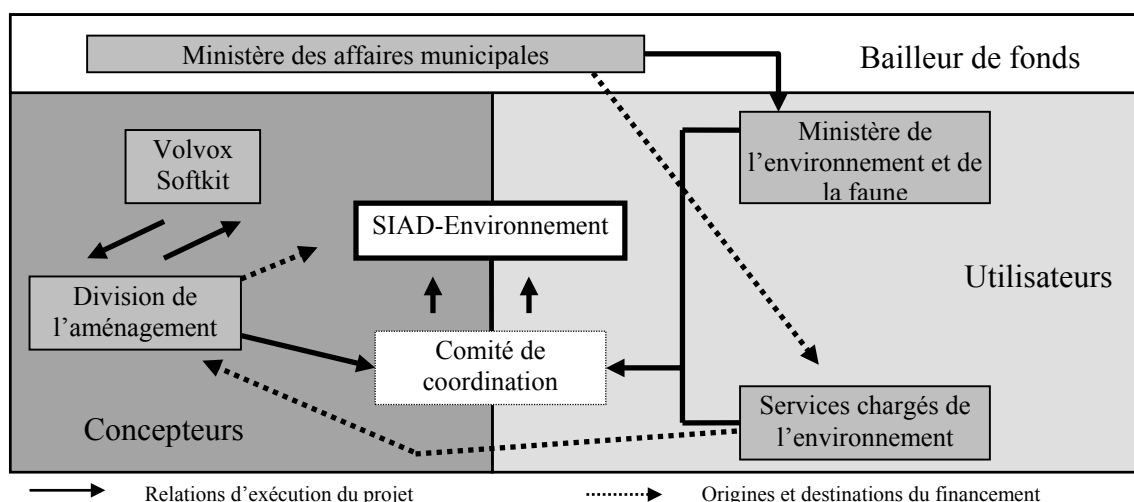 Ministère des affaires municipales
Bailleur de fonds
Volvox
Softkit
Ministère de
l’environnement et de
la faune
SIAD-Environnement
Utilisateurs
Division de
l’aménagement
Comité de
coordination
Concepteurs
Services chargés de
l’environnement
Relations d’exécution du projet
Origines et destinations du financement